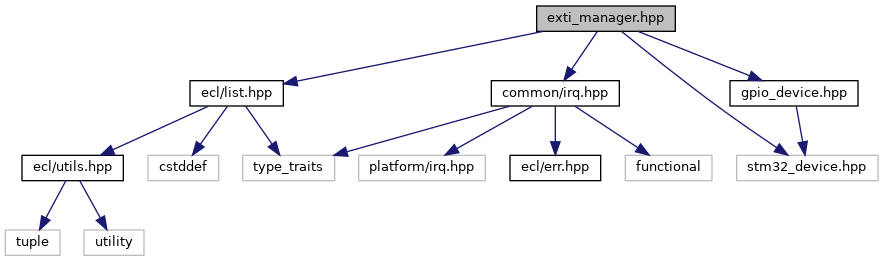 exti_manager.hpp
ecl/list.hpp
common/irq.hpp
gpio_device.hpp
ecl/utils.hpp
cstddef
type_traits
platform/irq.hpp
ecl/err.hpp
functional
stm32_device.hpp
tuple
utility